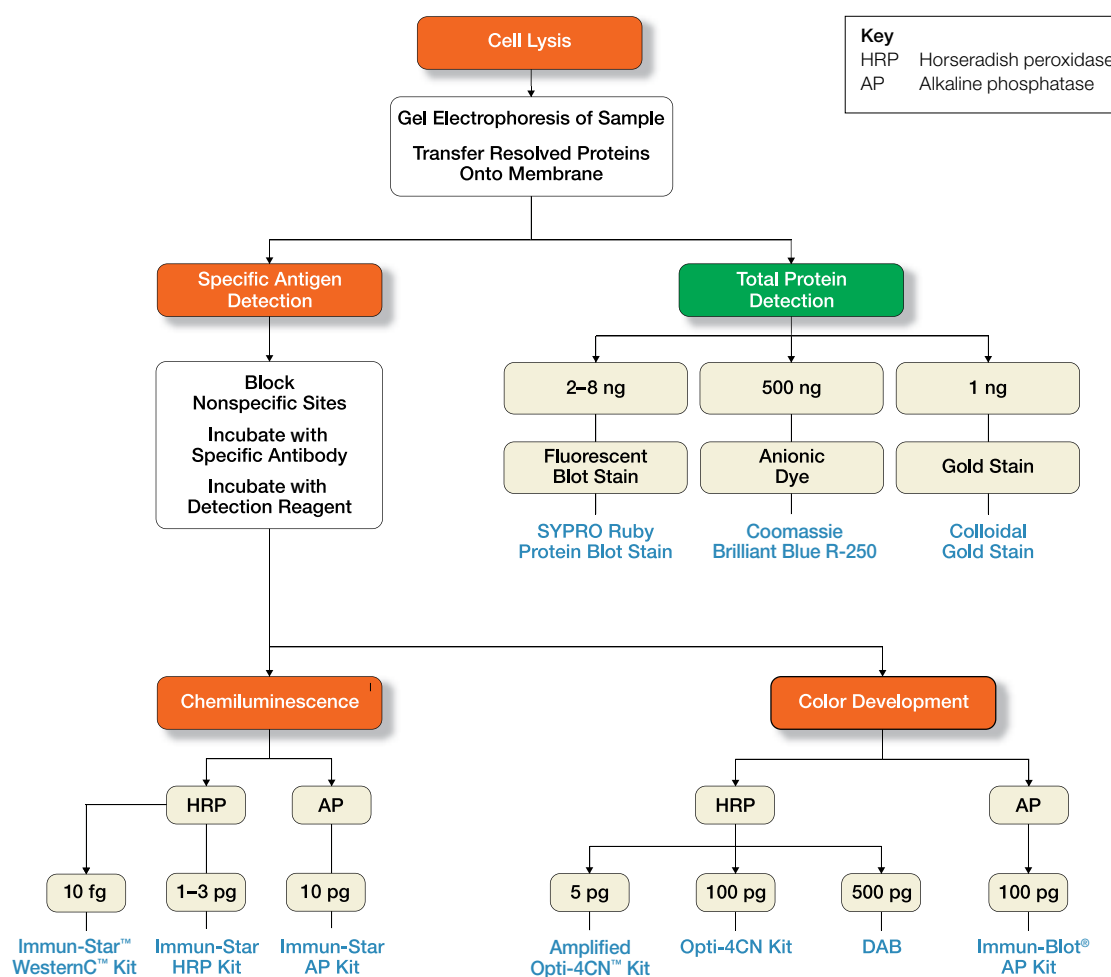 Cell Lysis
Key
HRP Horseradish peroxidase
AP Alkaline phosphatase
Gel Electrophoresis of Sample
Transfer Resolved Proteins
Onto Membrane
Specific Antigen
Detection
Total Protein
Detection
Block
Nonspecific Sites
Incubate with
Specific Antibody
Incubate with
Detection Reagent
2–8 ng
500 ng
1 ng
Fluorescent
Blot Stain
Anionic
Dye
Gold Stain
SYPRO Ruby
Protein Blot Stain
Coomassie
Brilliant Blue R-250
Colloidal
Gold Stain
Chemiluminescence
Color Development
HRP
AP
HRP
AP
10 fg
1–3 pg
10 pg
5 pg
100 pg
500 pg
100 pg
Immun-Star™
WesternC™ Kit
Immun-Star
HRP Kit
Immun-Star
AP Kit
Amplified
Opti-4CN™ Kit
Opti-4CN Kit
DAB
Immun-Blot®
AP Kit